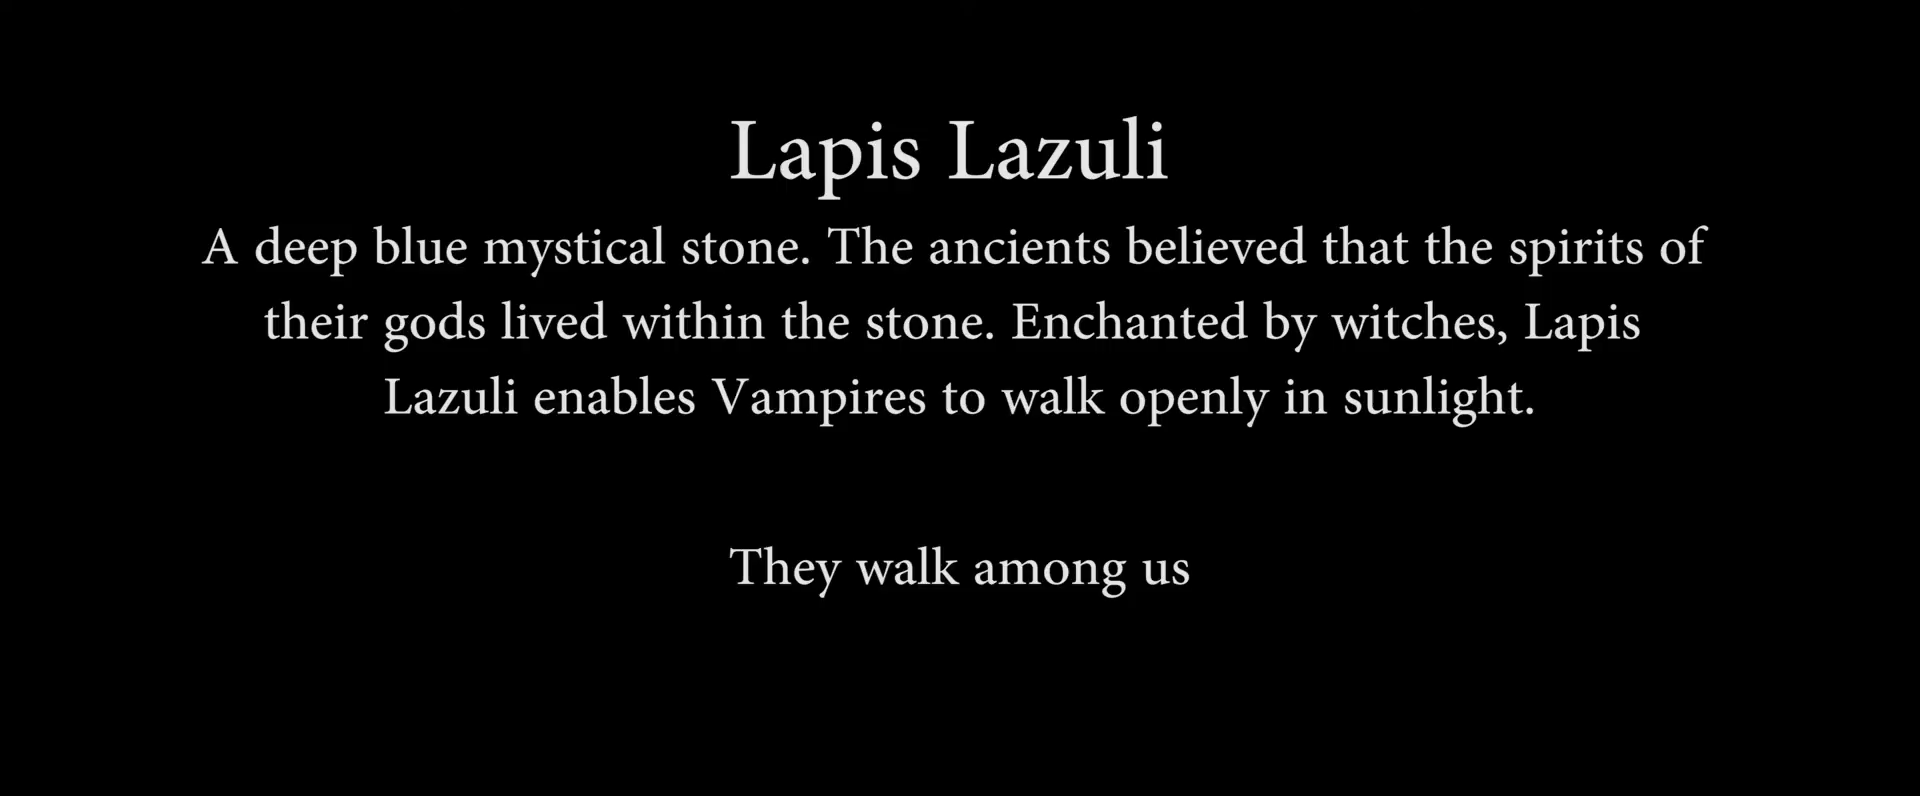 Lapis Lazuli
A deep blue mystical stone. The ancients believed that the spirits of
their gods lived within the stone. Enchanted by witches, Lapis
Lazuli enables Vampires to walk openly in sunlight.
They walk among us